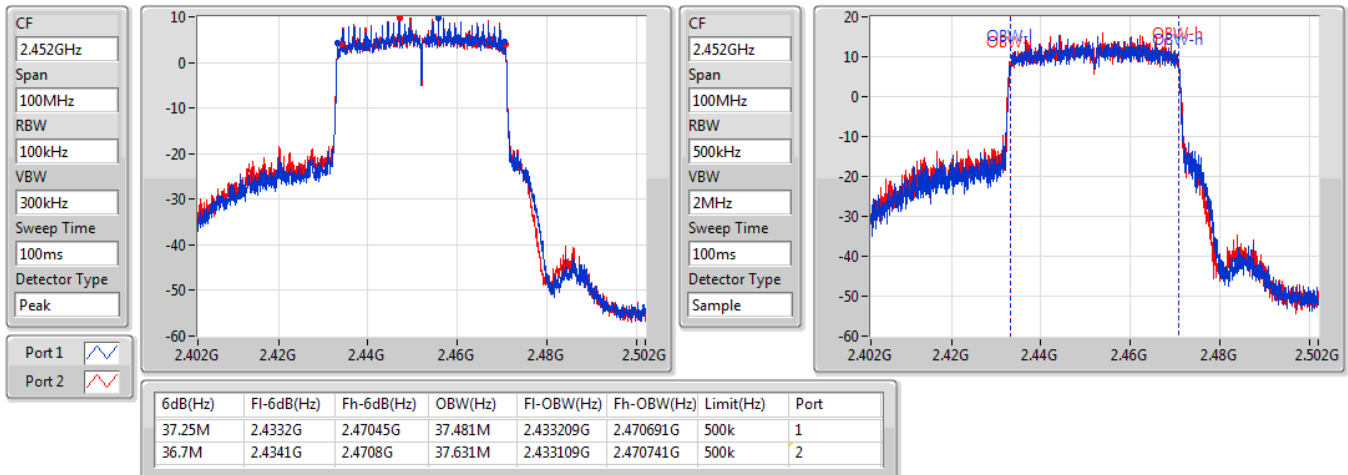 CF
2.452GHz
Span
100MHz
RBW
100kHz
VBW
300kHz
Sweep Time
100ms
Detector Type
Peak
Port 1
Port 2
10
0
-10
-20
-30
-40
-50
-60
2.402G 2.42G 2.44G 2.46G 2.48G 2.502G
CF
2.452GHz
Span
100MHz
RBW
500kHz
VBW
2MHz
Sweep Time
100ms
Detector Type
Sample
20
10
0
-10
-20
-30
-40
-50
-60
OBW-l OBW-h
OBW-h
2.402G 2.42G 2.44G 2.46G 2.48G 2.502G
6dB(Hz) Fl-6dB(Hz) Fh-6dB(Hz) OBW(Hz) Fl-OBW(Hz) Fh-OBW(Hz) Limit(Hz) Port
37.25M 2.4332G 2.47045G 37.481M 2.433209G 2.470691G 500k 1
36.7M 2.4341G 2.4708G 37.631M 2.433109G 2.470741G 500k 2